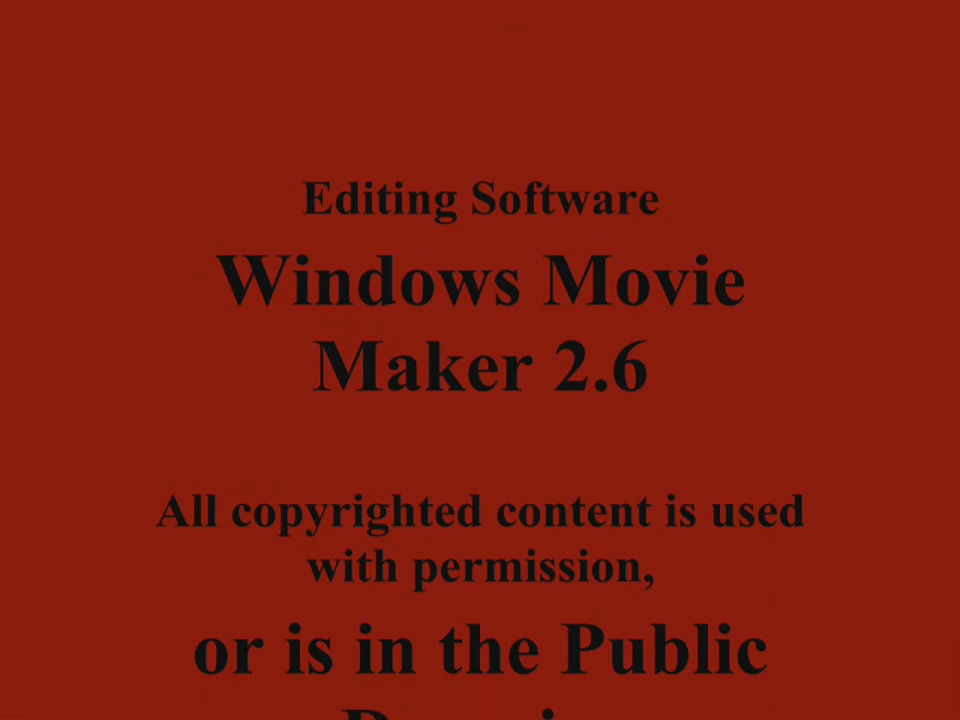 Editing Software
Windows Movie
Maker 2.6
All copyrighted content is used
with permission,
or is in the Public